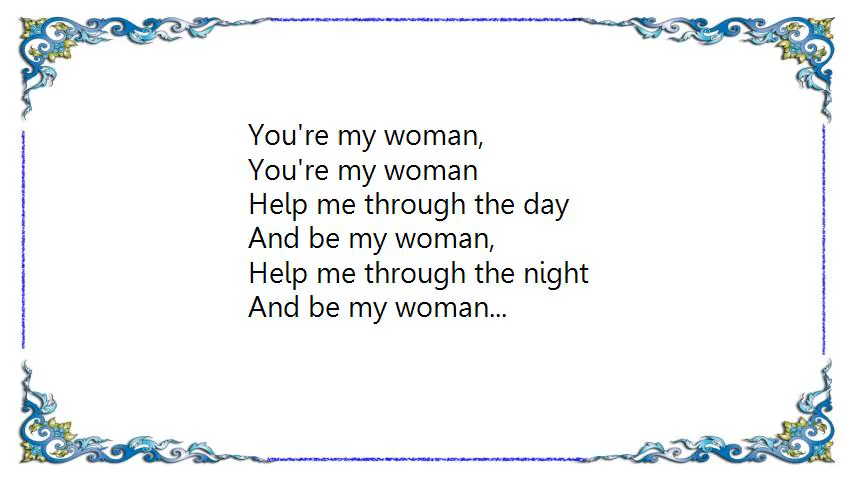 You're my woman,
You're my woman
Help me through the day
And be my woman,
Help me through the night
And be my woman...